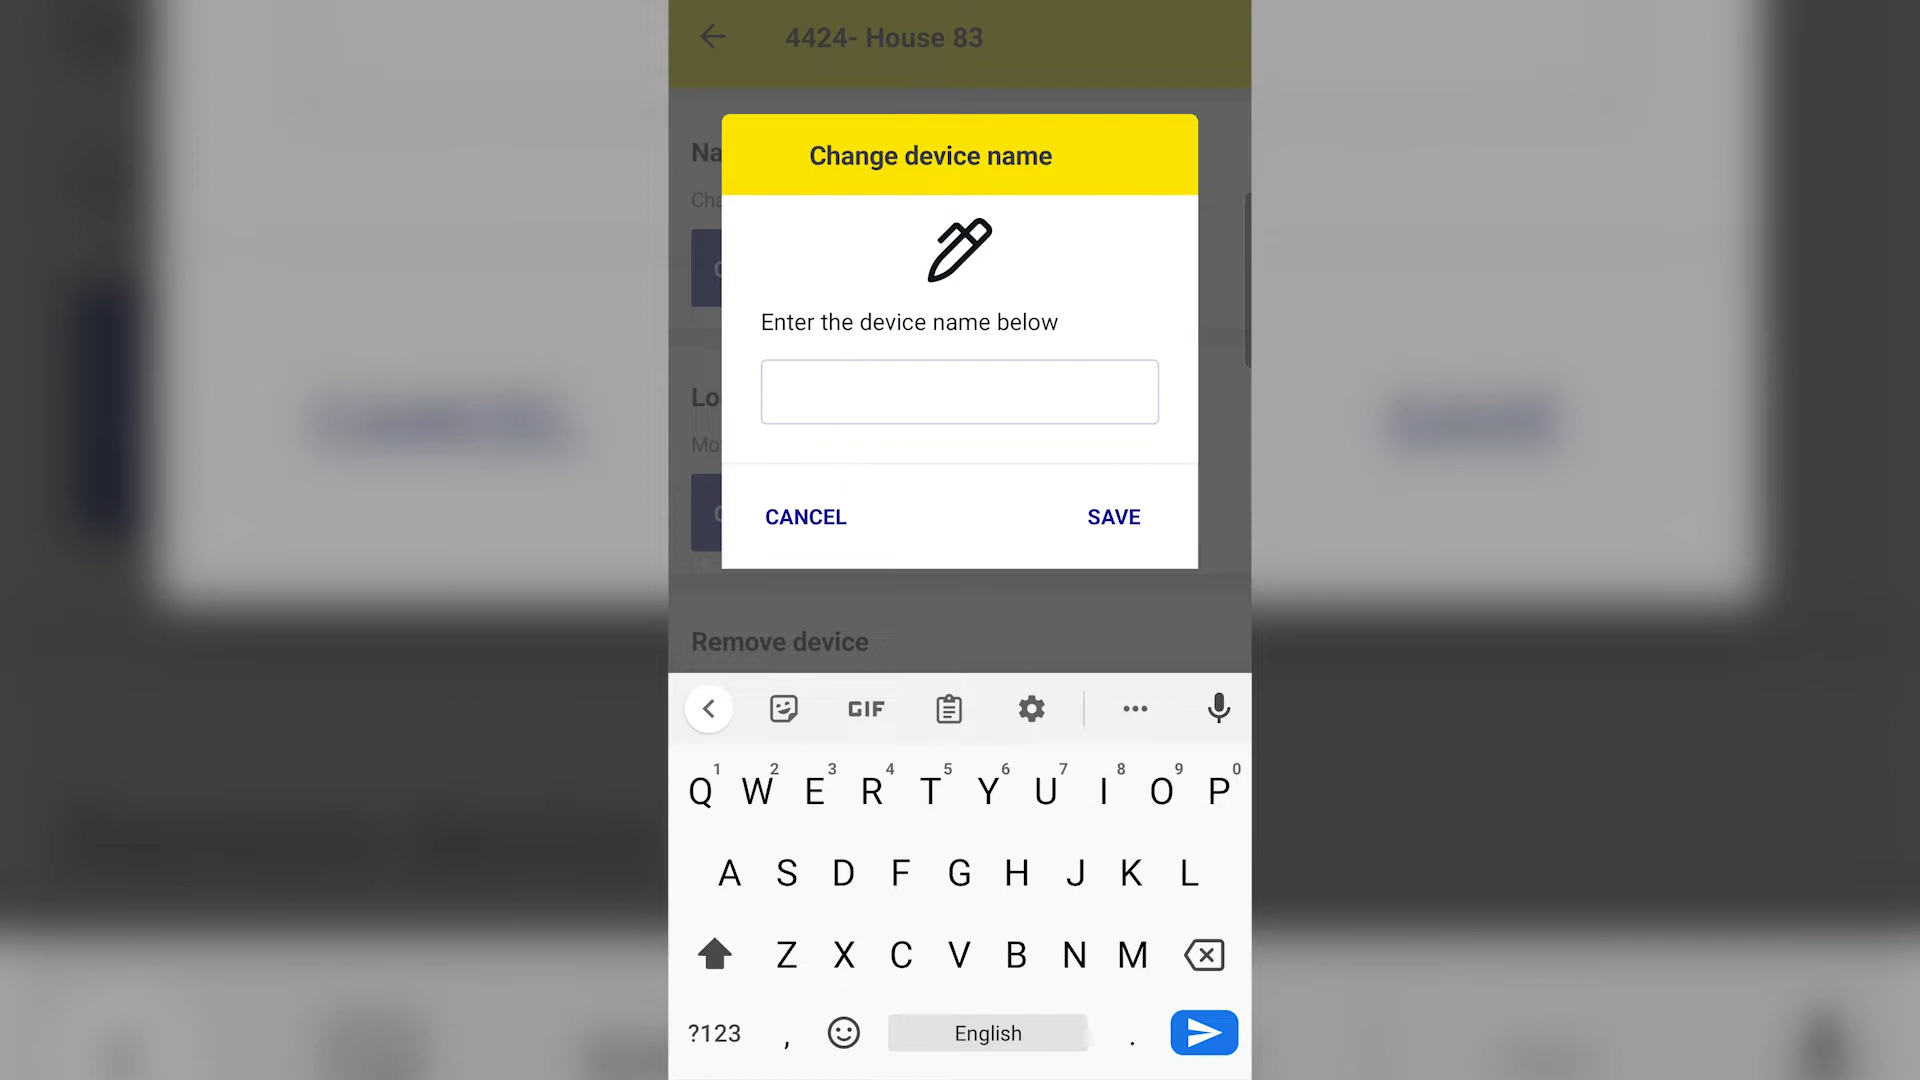 4424- House 83
Change device name
Enter the device name below
CANCEL
SAVE
Remove device
GIF
1 2 3 4 5 6 7 8 9 0
Q W E R T Y U I O P
A S D F G H J K L
Z X C V B N M
?123 , English .